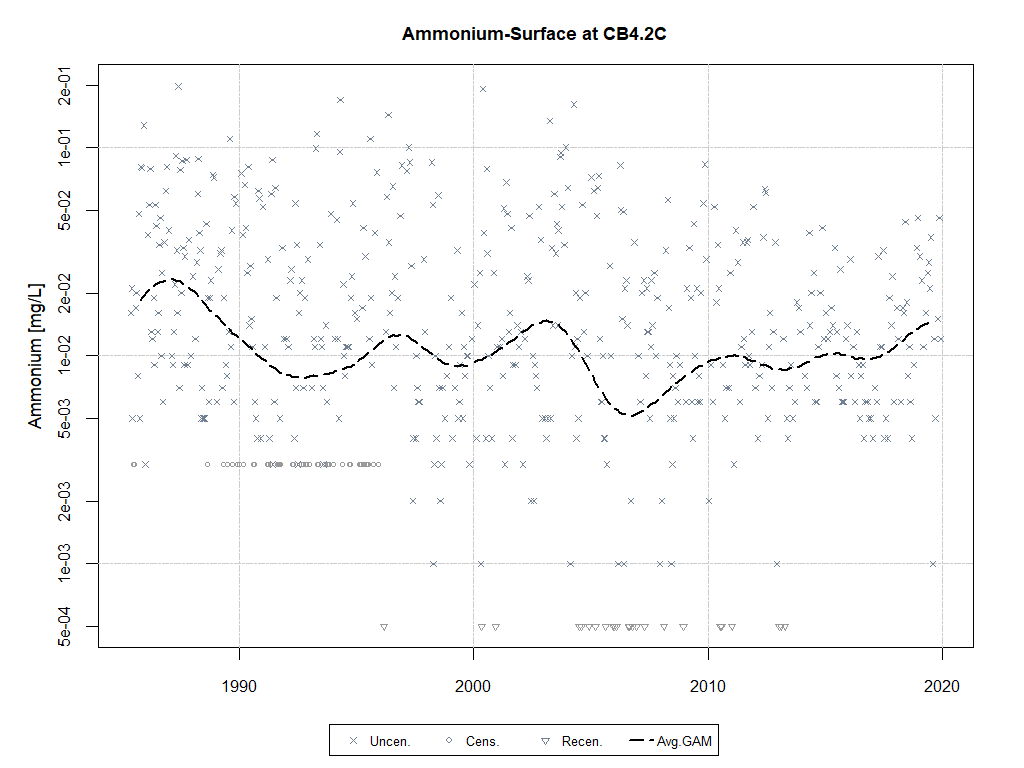 Ammonium-Surface at CB4.2C
Ammonium [mg/L]
2e-01
1e-01
5e-02
2e-02
1e-02
5e-03
2e-03
1e-03
5e-04
1990 2000 2010 2020
Uncen. Cens. Recen. Avg.GAM